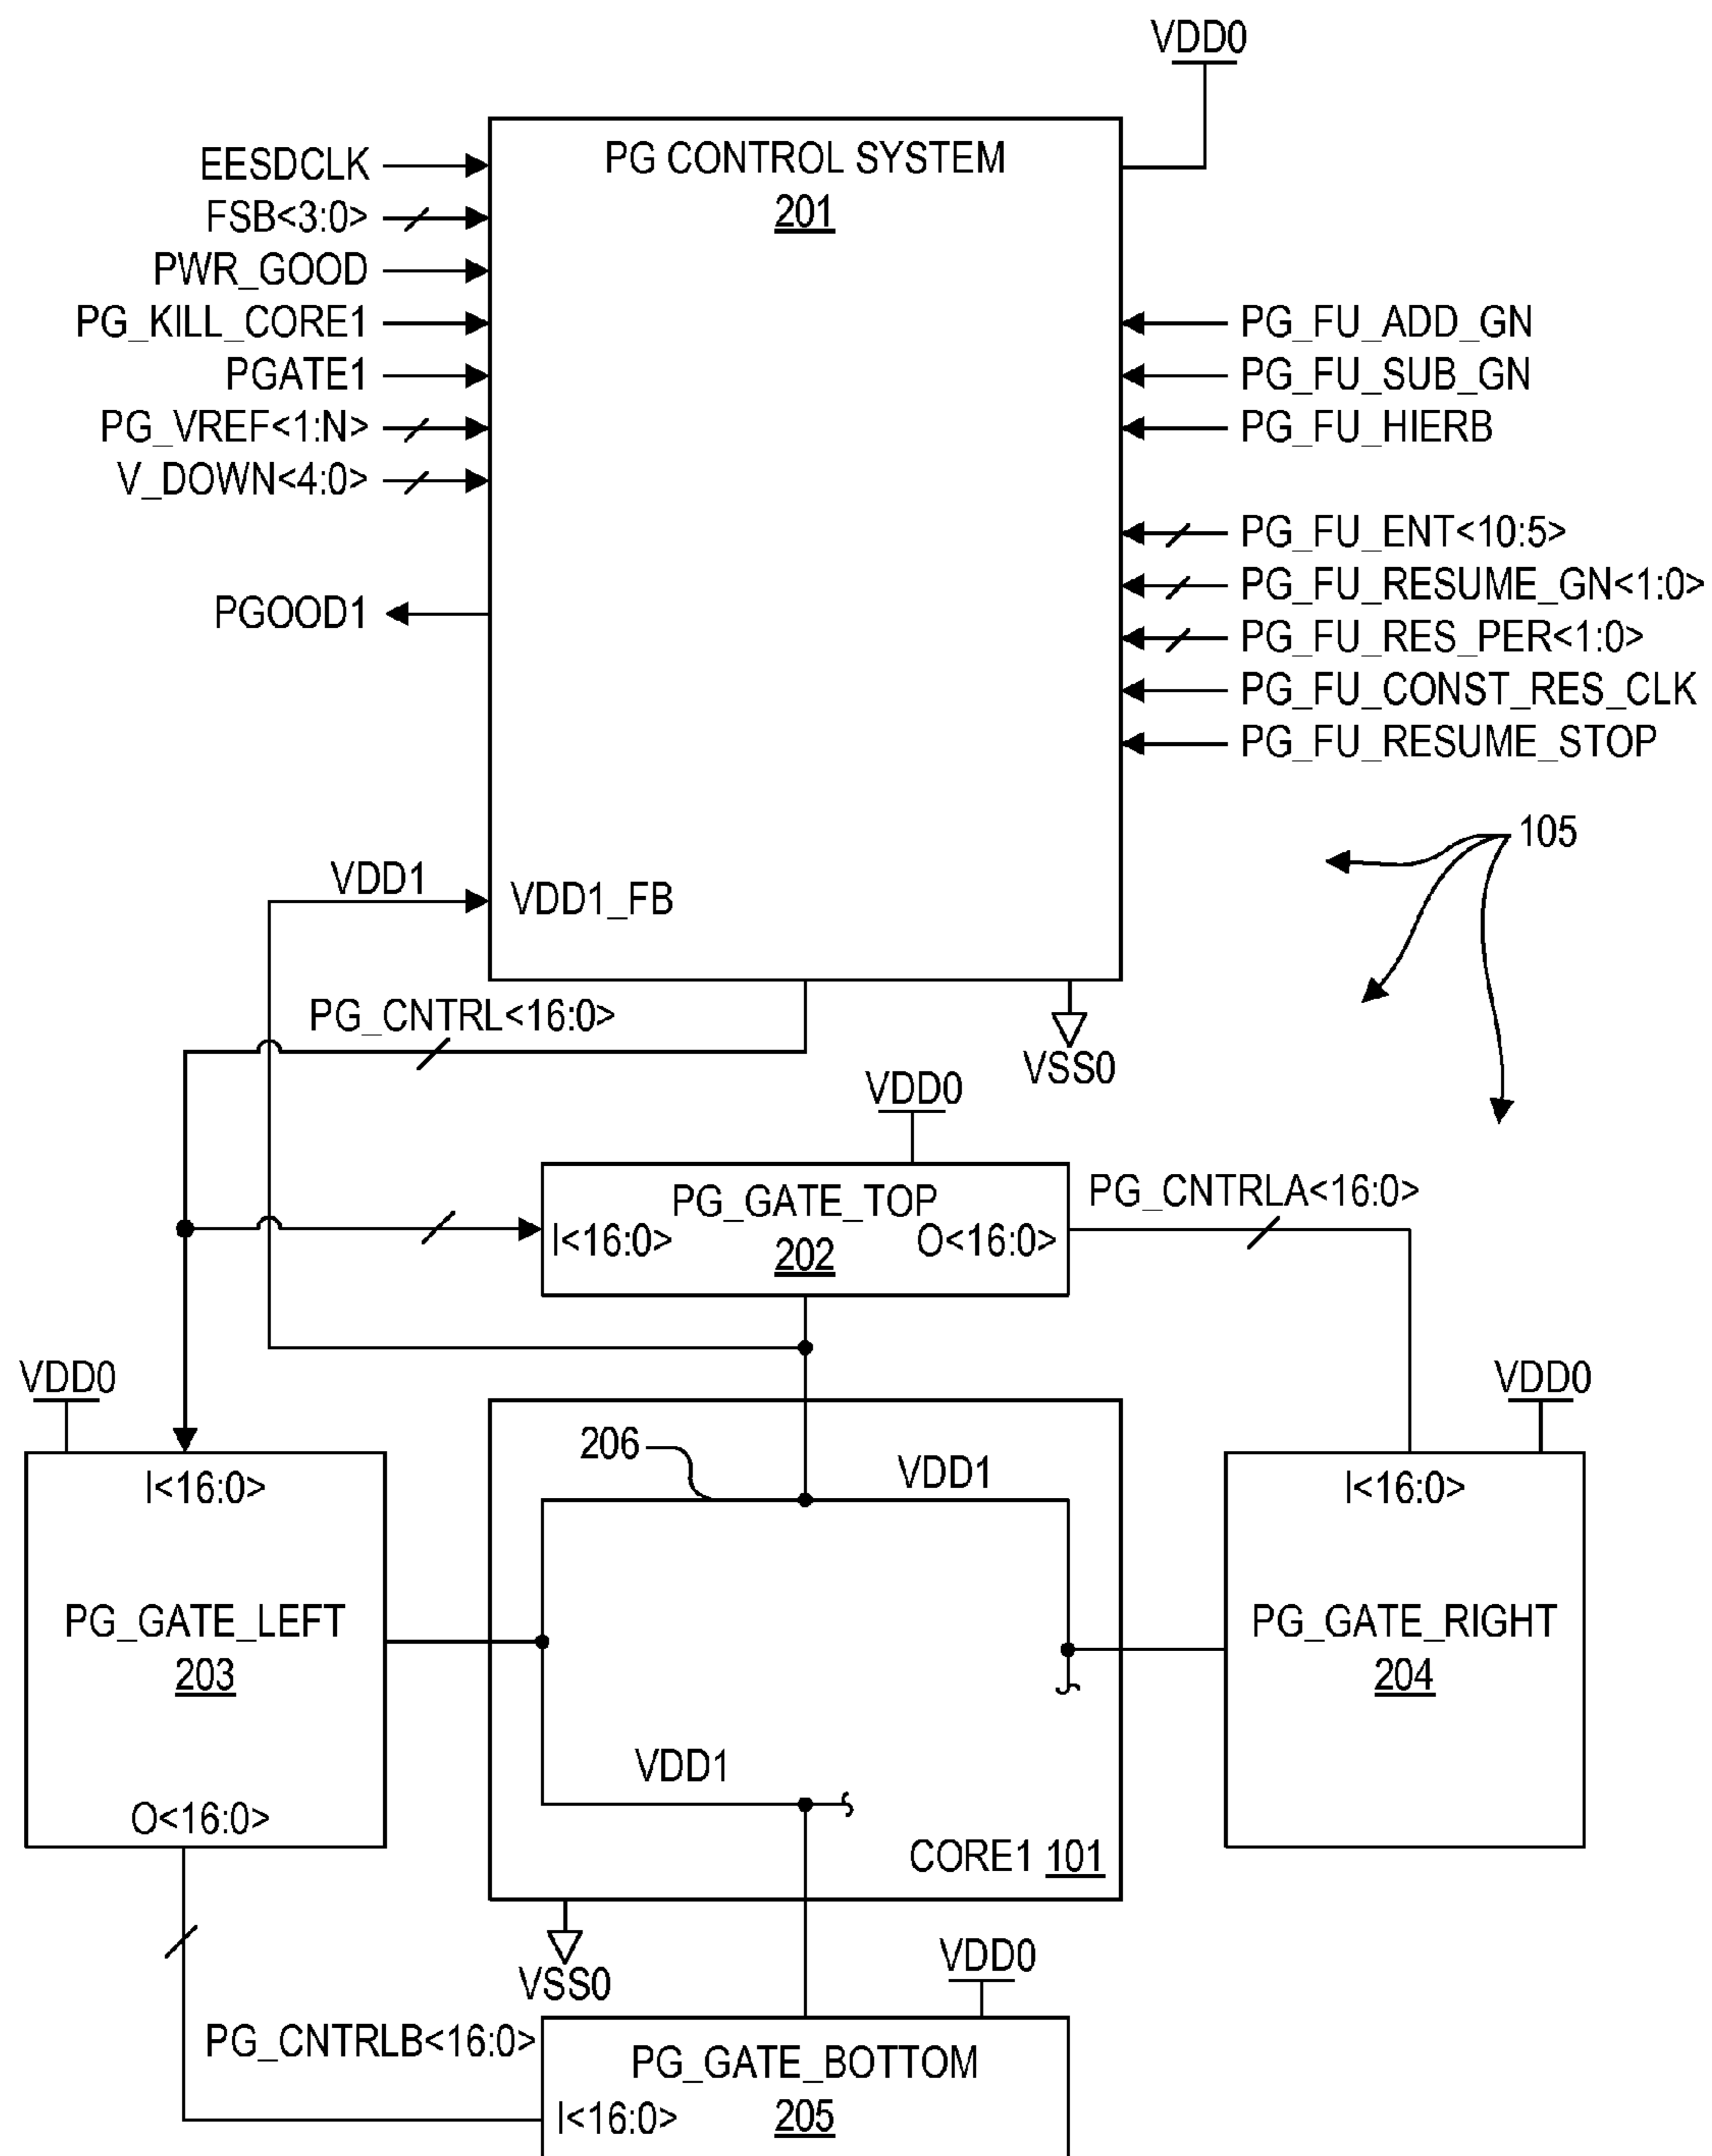 VDD0
PG CONTROL SYSTEM
201
EESDCLK
FSB<3:0>
PWR_GOOD
PG_KILL_CORE1
PGATE1
PG_VREF<1:N>
V_DOWN<4:0>
PGOOD1
PG_FU_ADD_GN
PG_FU_SUB_GN
PG_FU_HIERB
PG_FU_ENT<10:5>
PG_FU_RESUME_GN<1:0>
PG_FU_RES_PER<1:0>
PG_FU_CONST_RES_CLK
PG_FU_RESUME_STOP
105
VDD1
VDD1_FB
PG_CNTRL<16:0>
VSS0
VDD0
PG_GATE_TOP
I<16:0>
202
O<16:0>
PG_CNTRLA<16:0>
VDD0
I<16:0>
PG_GATE_LEFT
203
O<16:0>
206
VDD1
VDD1
CORE1 101
VSS0
VDD0
I<16:0>
PG_GATE_RIGHT
204
PG_CNTRLB<16:0>
VDD0
PG_GATE_BOTTOM
I<16:0>
205